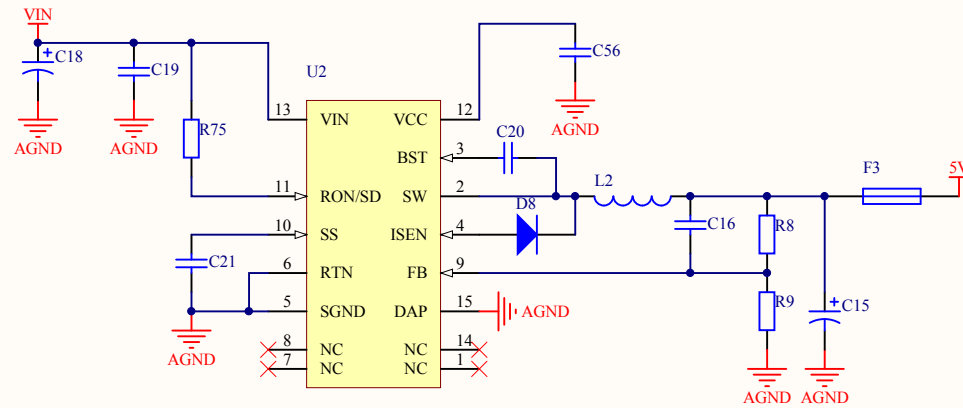 VIN
C18
C19
R75
U2
C56
AGND
AGND
AGND
13
VIN
VCC
12
C20
BST
3
11
RON/SD
SW
2
L2
F3
5V
D8
10
SS
ISEN
4
C16
R8
C21
6
RTN
FB
9
5
SGND
DAP
15
AGND
R9
C15
AGND
8
NC
NC
14
7
NC
NC
1
AGND
AGND